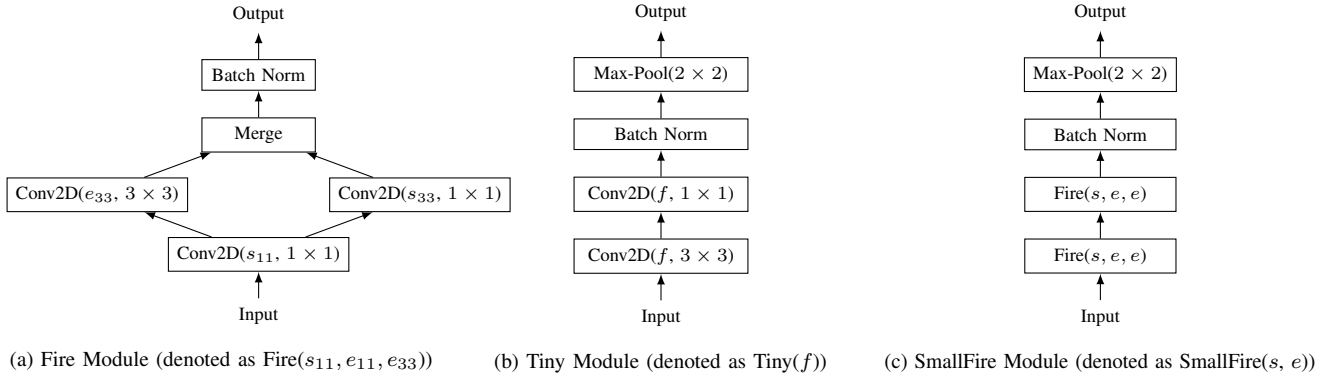 Output
Batch Norm
Merge
Conv2D(e₃₃, 3 × 3)
Conv2D(s₃₃, 1 × 1)
Conv2D(s₁₁, 1 × 1)
Input
(a) Fire Module (denoted as Fire(s₁₁, e₁₁, e₃₃))
Output
Max-Pool(2 × 2)
Batch Norm
Conv2D(f, 1 × 1)
Conv2D(f, 3 × 3)
Input
(b) Tiny Module (denoted as Tiny(f))
Output
Max-Pool(2 × 2)
Batch Norm
Fire(s, e, e)
Fire(s, e, e)
Input
(c) SmallFire Module (denoted as SmallFire(s, e))